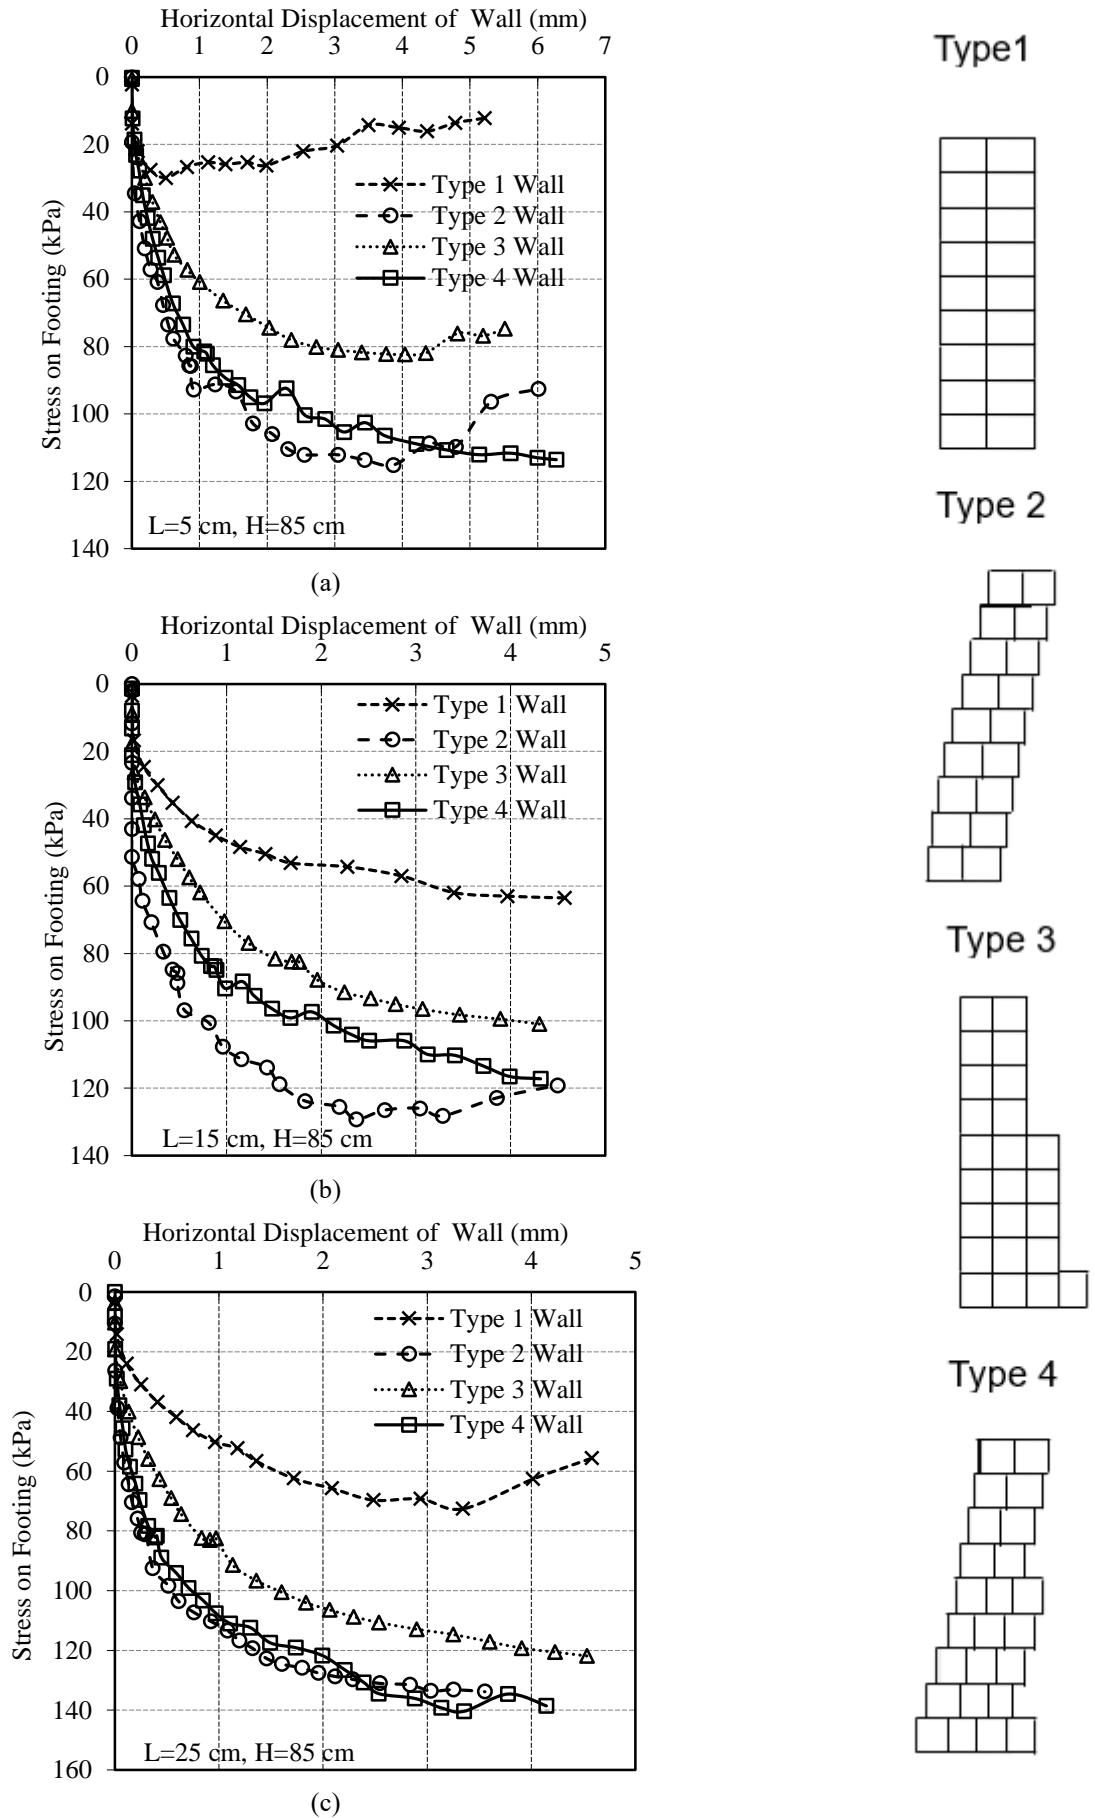 Horizontal Displacement of Wall (mm)
0 1 2 3 4 5 6 7
Stress on Footing (kPa)
0
20
40
60
80
100
120
140
Type 1 Wall
Type 2 Wall
Type 3 Wall
Type 4 Wall
L=5 cm, H=85 cm
(a)
Horizontal Displacement of Wall (mm)
0 1 2 3 4 5
Stress on Footing (kPa)
0
20
40
60
80
100
120
140
Type 1 Wall
Type 2 Wall
Type 3 Wall
Type 4 Wall
L=15 cm, H=85 cm
(b)
Horizontal Displacement of Wall (mm)
0 1 2 3 4 5
Stress on Footing (kPa)
0
20
40
60
80
100
120
140
160
Type 1 Wall
Type 2 Wall
Type 3 Wall
Type 4 Wall
L=25 cm, H=85 cm
(c)
Type1
Type 2
Type 3
Type 4